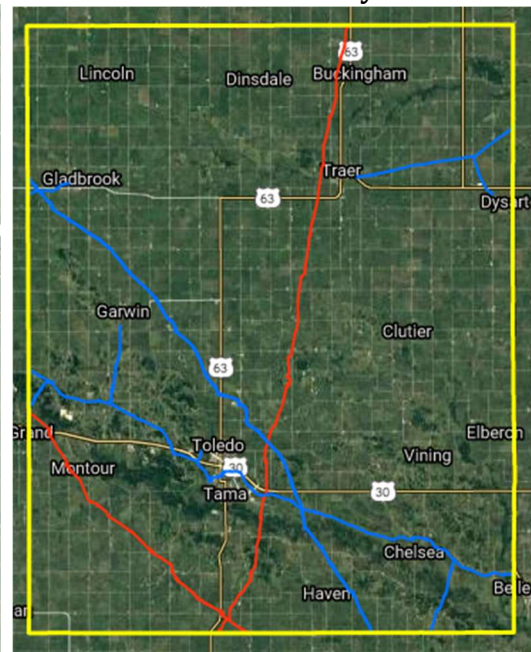 63
Lincoln
Dinsdale
Buckingham
Traer
Gladbrook
63
Dysart
Garwin
Clutier
63
Grand
Toledo
Elberon
Vining
Montour
30
Tama
30
Chelsea
Haven
Belle